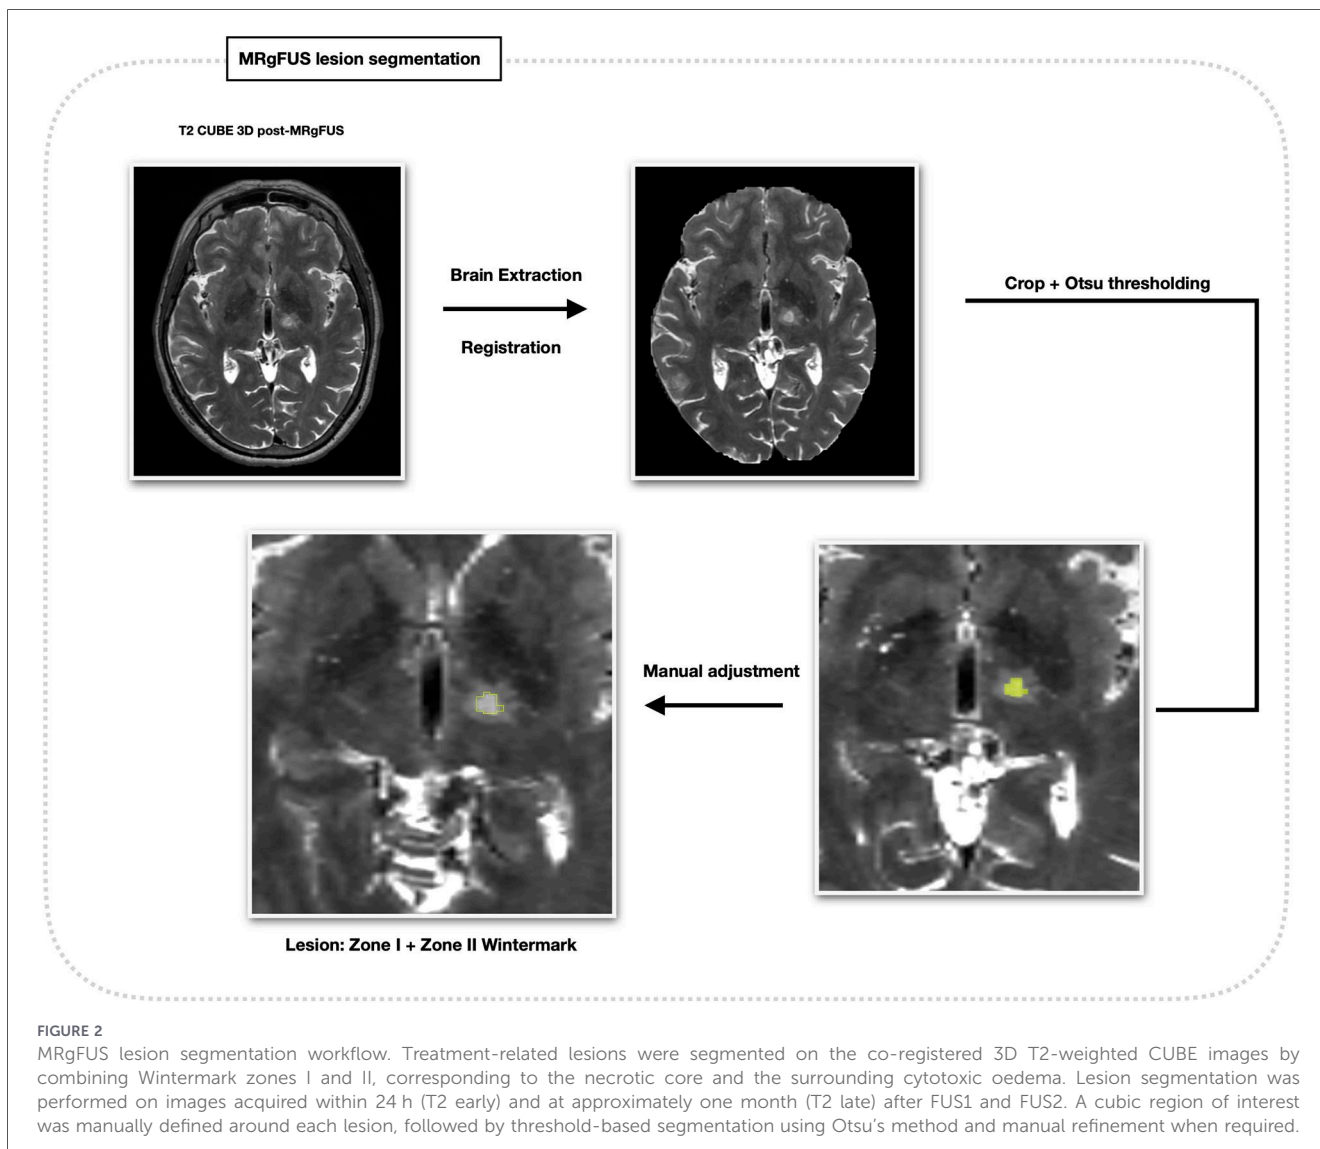 MRgFUS lesion segmentation
T2 CUBE 3D post-MRgFUS
Brain Extraction
Registration
Crop + Otsu thresholding
Manual adjustment
Lesion: Zone I + Zone II Wintermark
FIGURE 2
MRgFUS lesion segmentation workflow. Treatment-related lesions were segmented on the co-registered 3D T2-weighted CUBE images by
combining Wintermark zones I and II, corresponding to the necrotic core and the surrounding cytotoxic oedema. Lesion segmentation was
performed on images acquired within 24 h (T2 early) and at approximately one month (T2 late) after FUS1 and FUS2. A cubic region of interest
was manually defined around each lesion, followed by threshold-based segmentation using Otsu’s method and manual refinement when required.